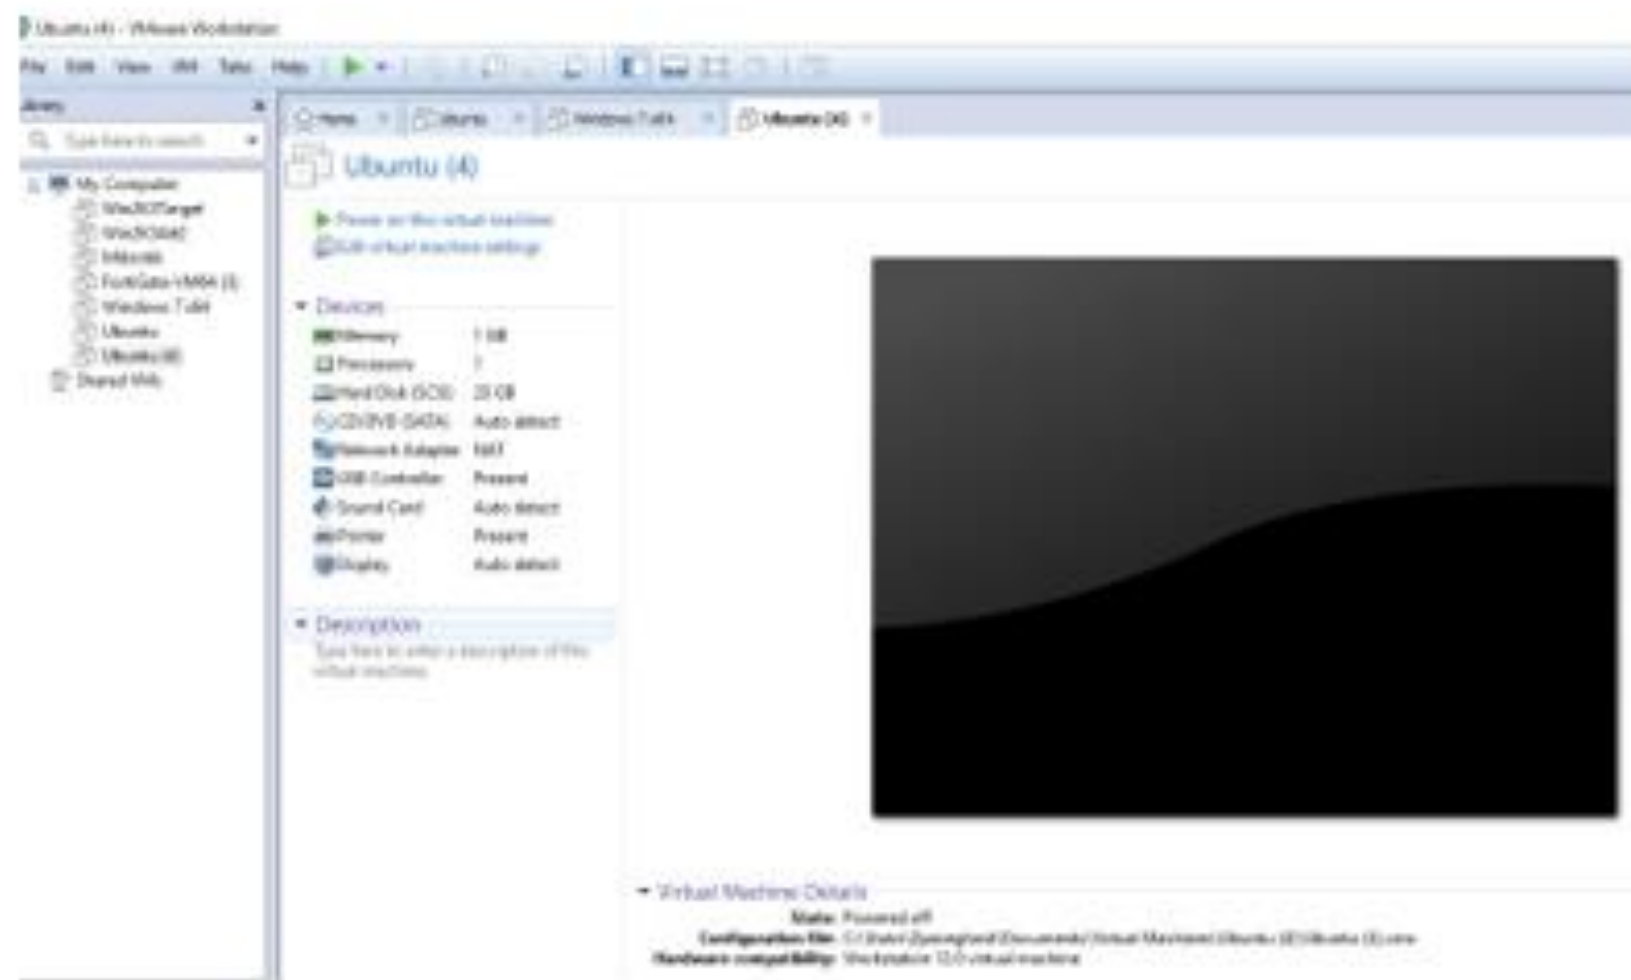 Ubuntu (4) - VMware Workstation
File Edit View VM Tabs Help
Library
Type here to search
My Computer
FortiGate-VM64 (3)
Windows 7 x64
Ubuntu
Ubuntu (4)
Shared VMs
Home
Ubuntu
Windows 7 x64
Ubuntu (4)
Ubuntu (4)
Power on this virtual machine
Edit virtual machine settings
Devices
Memory 1 GB
Processors 1
Hard Disk (SCSI) 20 GB
CD/DVD (SATA) Auto detect
Network Adapter NAT
USB Controller Present
Sound Card Auto detect
Printer Present
Display Auto detect
Description
Type here to enter a description of this
virtual machine.
Virtual Machine Details
State: Powered off
Configuration file:
Hardware compatibility: Workstation 12.0 virtual machine